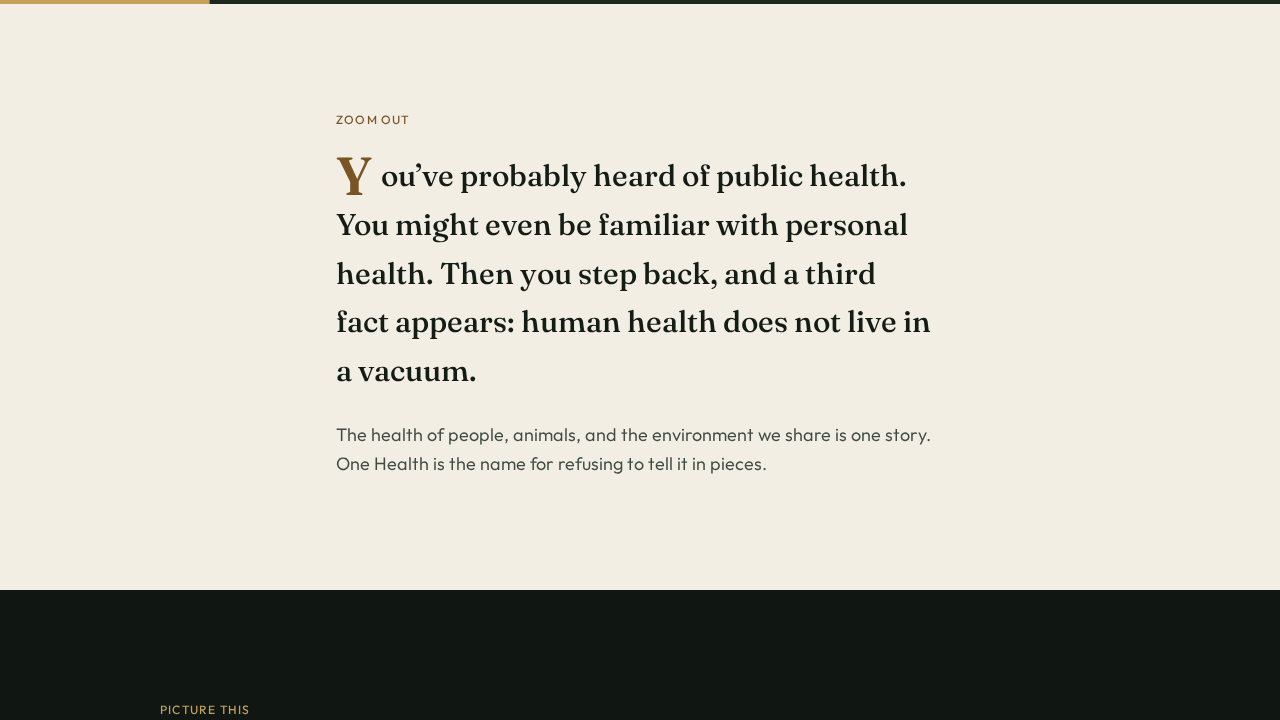 ZOOM OUT
You’ve probably heard of public health.
You might even be familiar with personal
health. Then you step back, and a third
fact appears: human health does not live in
a vacuum.
The health of people, animals, and the environment we share is one story.
One Health is the name for refusing to tell it in pieces.
PICTURE THIS